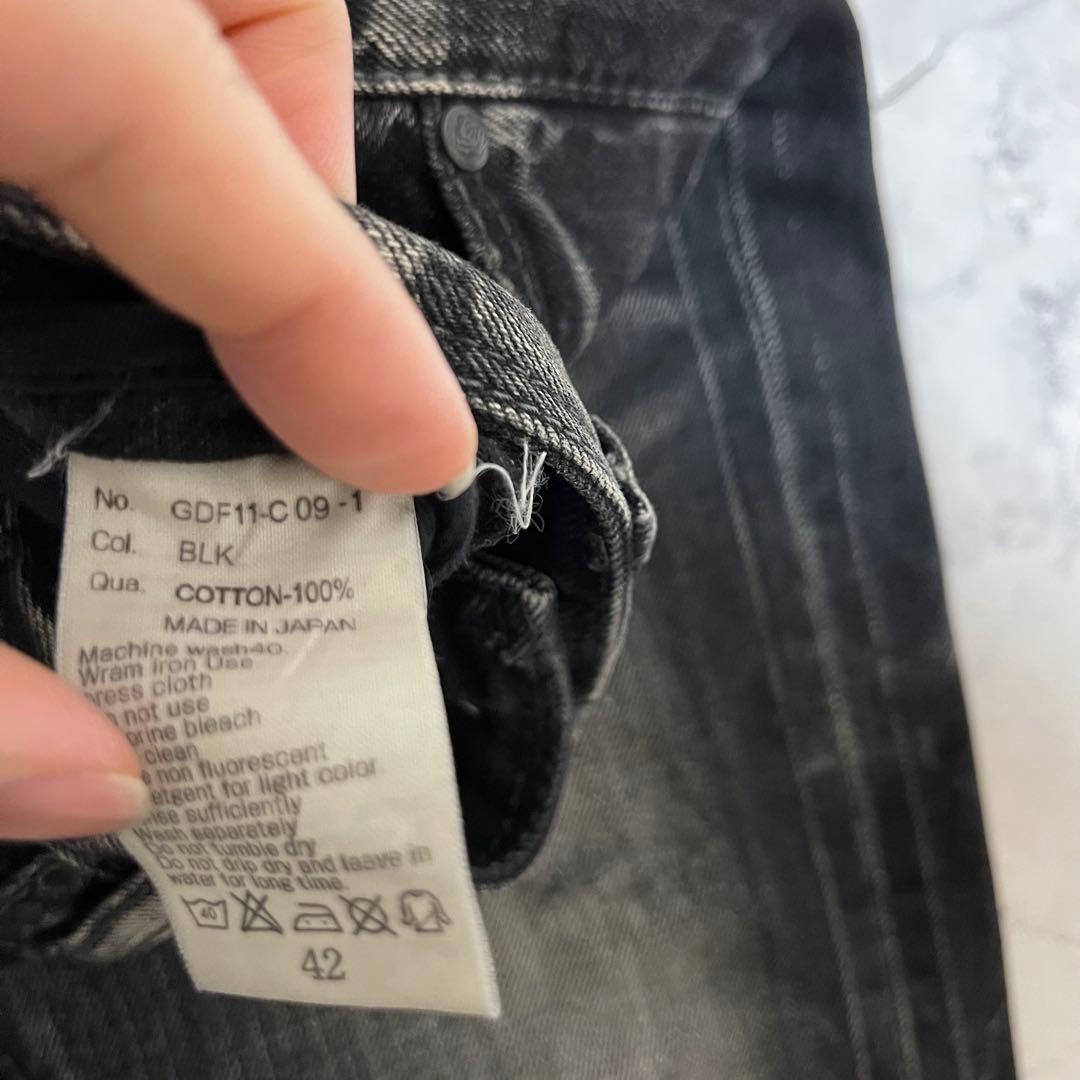 No. GDF11-C 09 -1
Col. BLK
Qua. COTTON-100%
MADE IN JAPAN
Machine wash40.
Wram iron Use
press cloth
not use
orine bleach
clean
non fluorescent
etgent for light color
sufficiently
Wash separately
Do not tumble dry
Do not drip dry and leave in
water for long time.
40
42